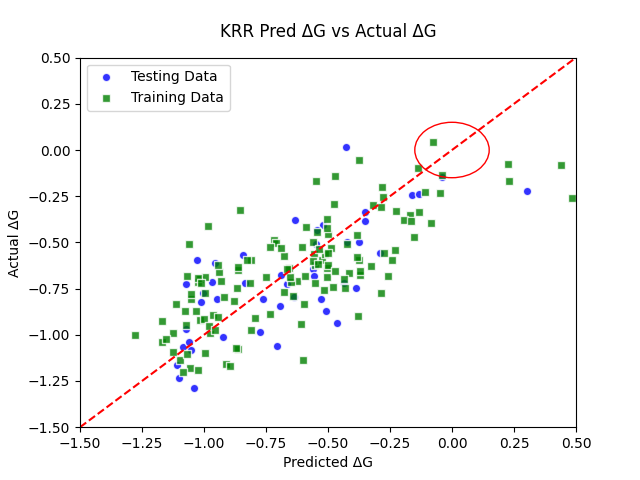 KRR Pred ΔG vs Actual ΔG
Testing Data
Training Data
Actual ΔG
0.50
0.25
0.00
−0.25
−0.50
−0.75
−1.00
−1.25
−1.50
−1.50 −1.25 −1.00 −0.75 −0.50 −0.25 0.00 0.25 0.50
Predicted ΔG